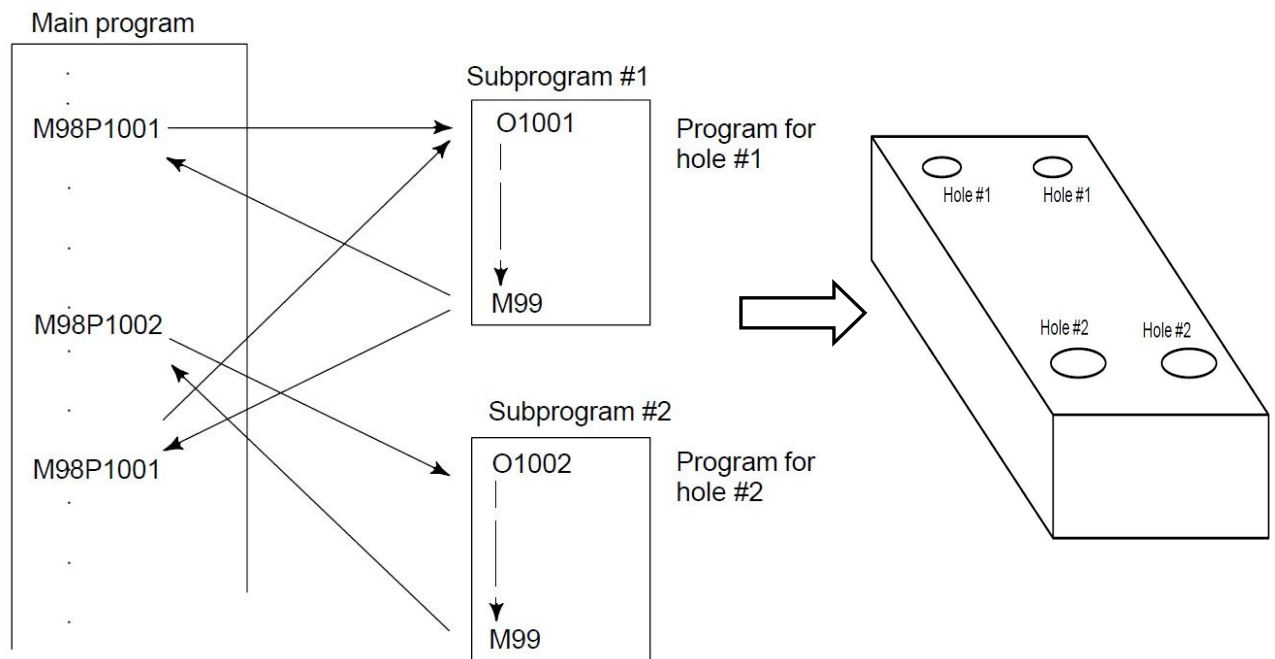 Main program
M98P1001
M98P1002
M98P1001
Subprogram #1
O1001
M99
Program for
hole #1
Subprogram #2
O1002
M99
Program for
hole #2
Hole #1
Hole #1
Hole #2
Hole #2